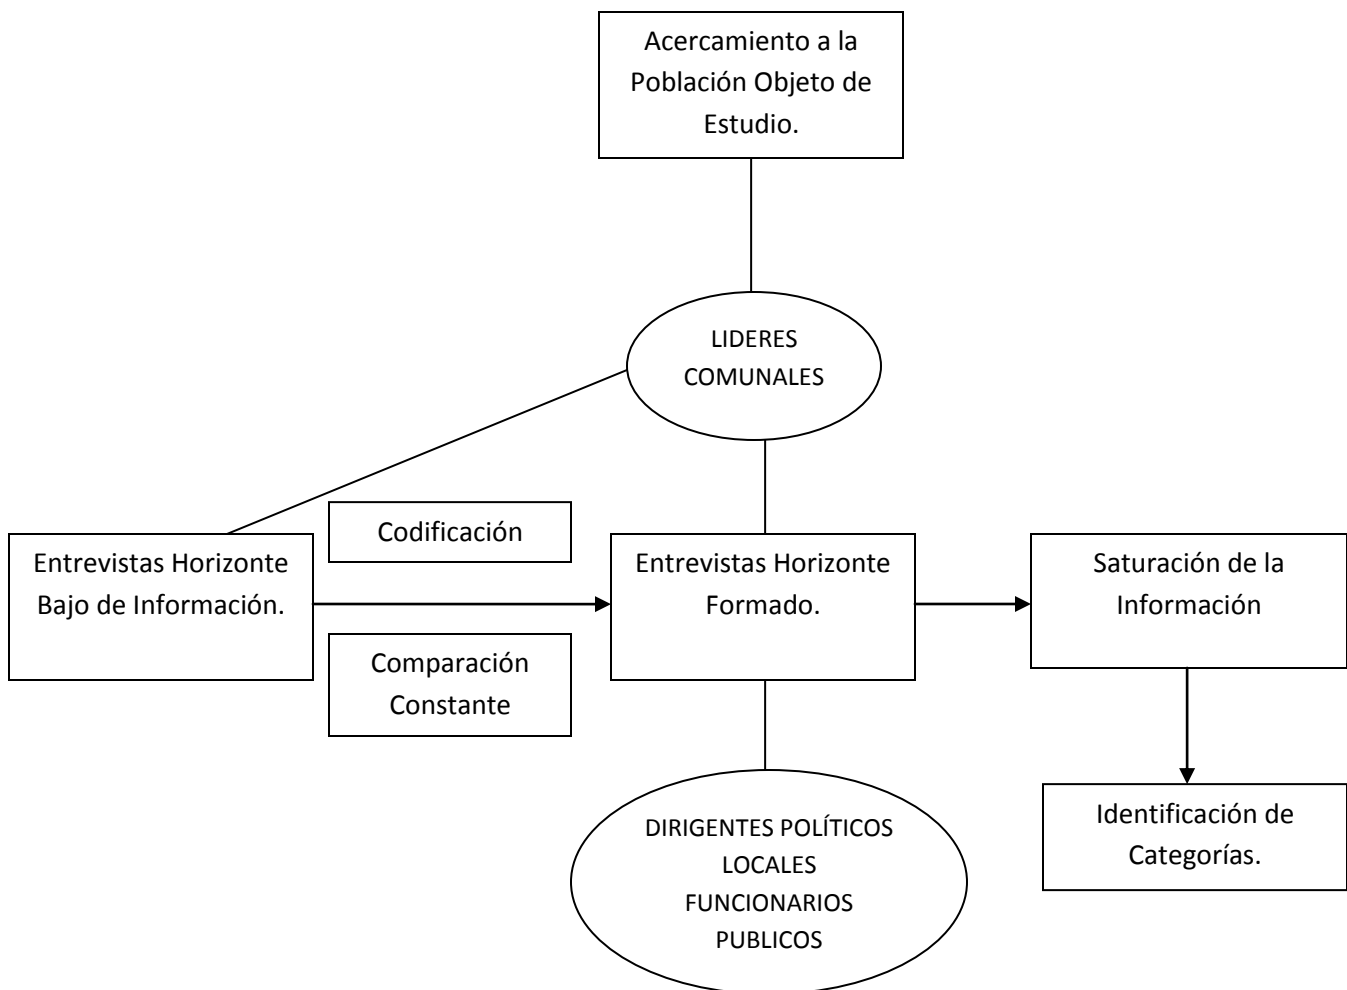 Acercamiento a la
Población Objeto de
Estudio.
LIDERES
COMUNALES
Codificación
Entrevistas Horizonte
Bajo de Información.
Entrevistas Horizonte
Formado.
Saturación de la
Información
Comparación
Constante
DIRIGENTES POLÍTICOS
LOCALES
FUNCIONARIOS
PUBLICOS
Identificación de
Categorías.